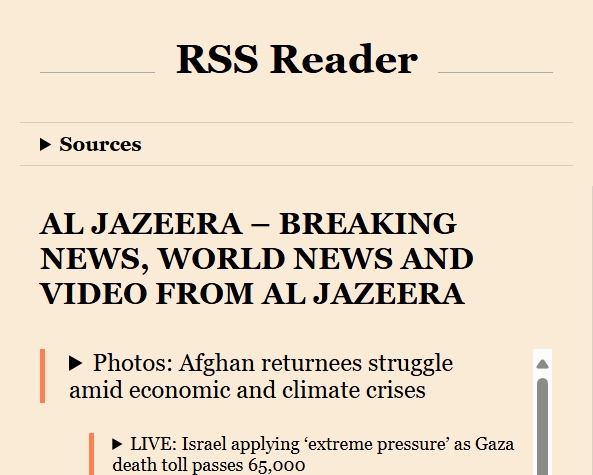 RSS Reader
Sources
AL JAZEERA – BREAKING
NEWS, WORLD NEWS AND
VIDEO FROM AL JAZEERA
Photos: Afghan returnees struggle
amid economic and climate crises
LIVE: Israel applying ‘extreme pressure’ as Gaza
death toll passes 65,000